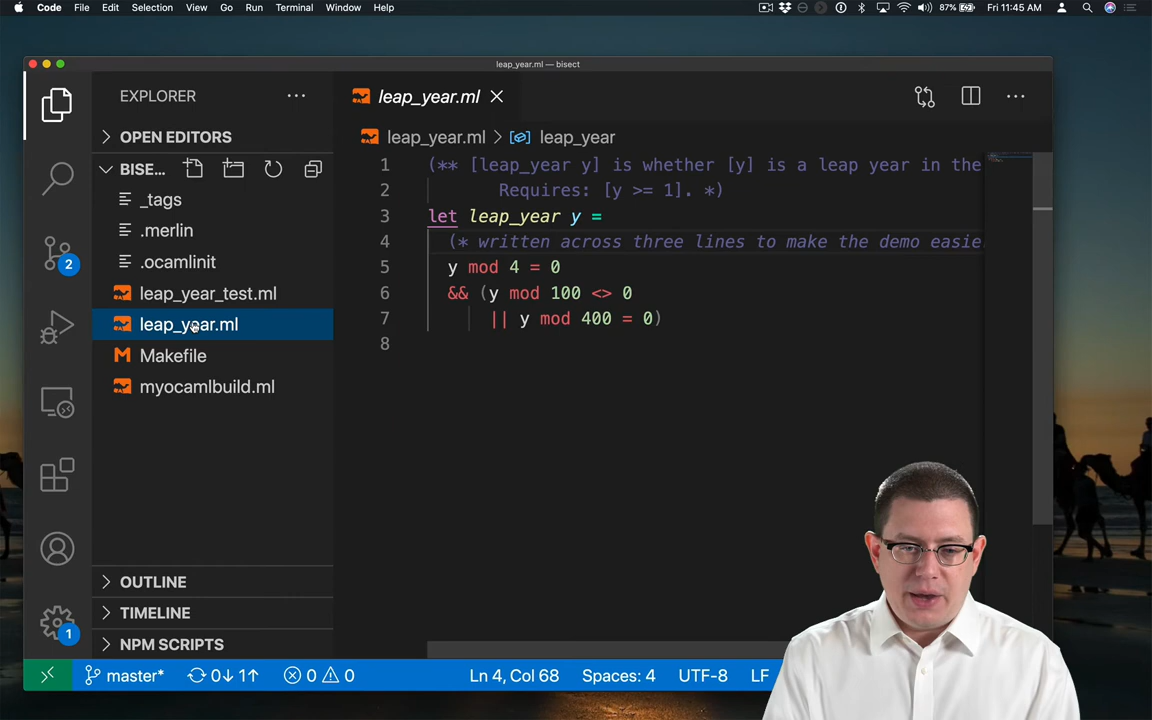 Code File Edit Selection View Go Run Terminal Window Help 87% Fri 11:45 AM
leap_year.ml — bisect
EXPLORER
OPEN EDITORS
BISE...
_tags
.merlin
.ocamlinit
leap_year_test.ml
leap_year.ml
Makefile
myocamlbuild.ml
OUTLINE
TIMELINE
NPM SCRIPTS
2
1
leap_year.ml
leap_year.ml > leap_year
1 (** [leap_year y] is whether [y] is a leap year in the
2 Requires: [y >= 1]. *)
3 let leap_year y =
4 (* written across three lines to make the demo easier
5 y mod 4 = 0
6 && (y mod 100 <> 0
7 || y mod 400 = 0)
8
master* 0↓ 1↑ 0 0 Ln 4, Col 68 Spaces: 4 UTF-8 LF